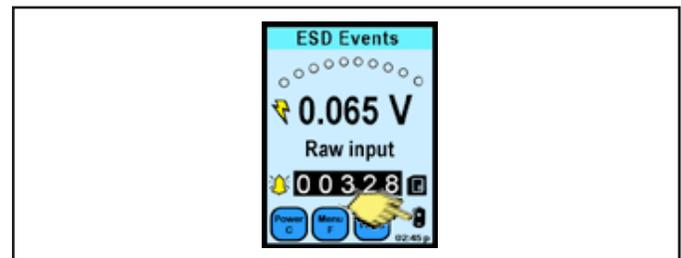 ESD Events
0.065 V
Raw input
00328
Power Menu
C F
02:45 p